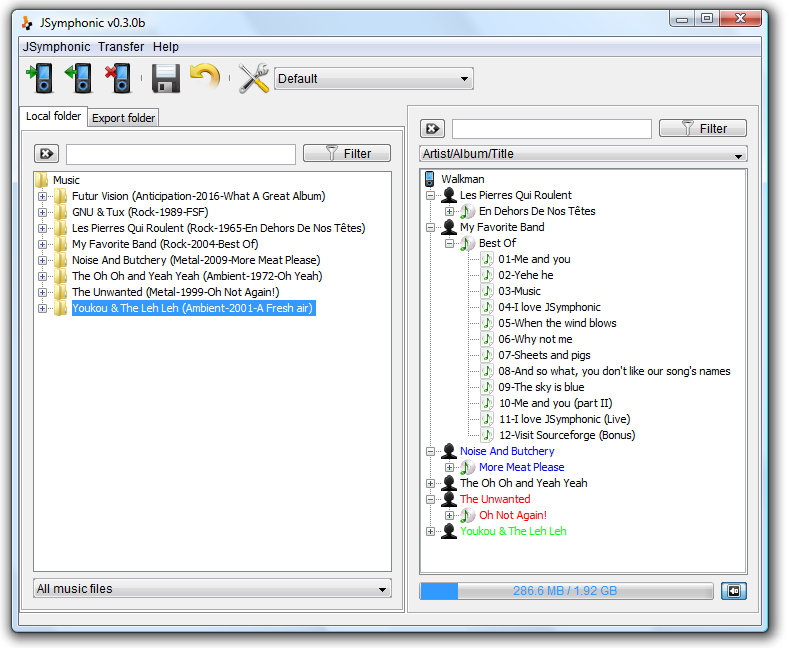 JSymphonic v0.3.0b
JSymphonic Transfer Help
Default
Local folder
Export folder
Filter
Music
Futur Vision (Anticipation-2016-What A Great Album)
GNU & Tux (Rock-1989-FSF)
Les Pierres Qui Roulent (Rock-1965-En Dehors De Nos Têtes)
My Favorite Band (Rock-2004-Best Of)
Noise And Butchery (Metal-2009-More Meat Please)
The Oh Oh and Yeah Yeah (Ambient-1972-Oh Yeah)
The Unwanted (Metal-1999-Oh Not Again!)
Youkou & The Leh Leh (Ambient-2001-A Fresh air)
All music files
Filter
Artist/Album/Title
Walkman
Les Pierres Qui Roulent
En Dehors De Nos Têtes
My Favorite Band
Best Of
01-Me and you
02-Yehe he
03-Music
04-I love JSymphonic
05-When the wind blows
06-Why not me
07-Sheets and pigs
08-And so what, you don't like our song's names
09-The sky is blue
10-Me and you (part II)
11-I love JSymphonic (Live)
12-Visit Sourceforge (Bonus)
Noise And Butchery
More Meat Please
The Oh Oh and Yeah Yeah
The Unwanted
Oh Not Again!
Youkou & The Leh Leh
286.6 MB / 1.92 GB